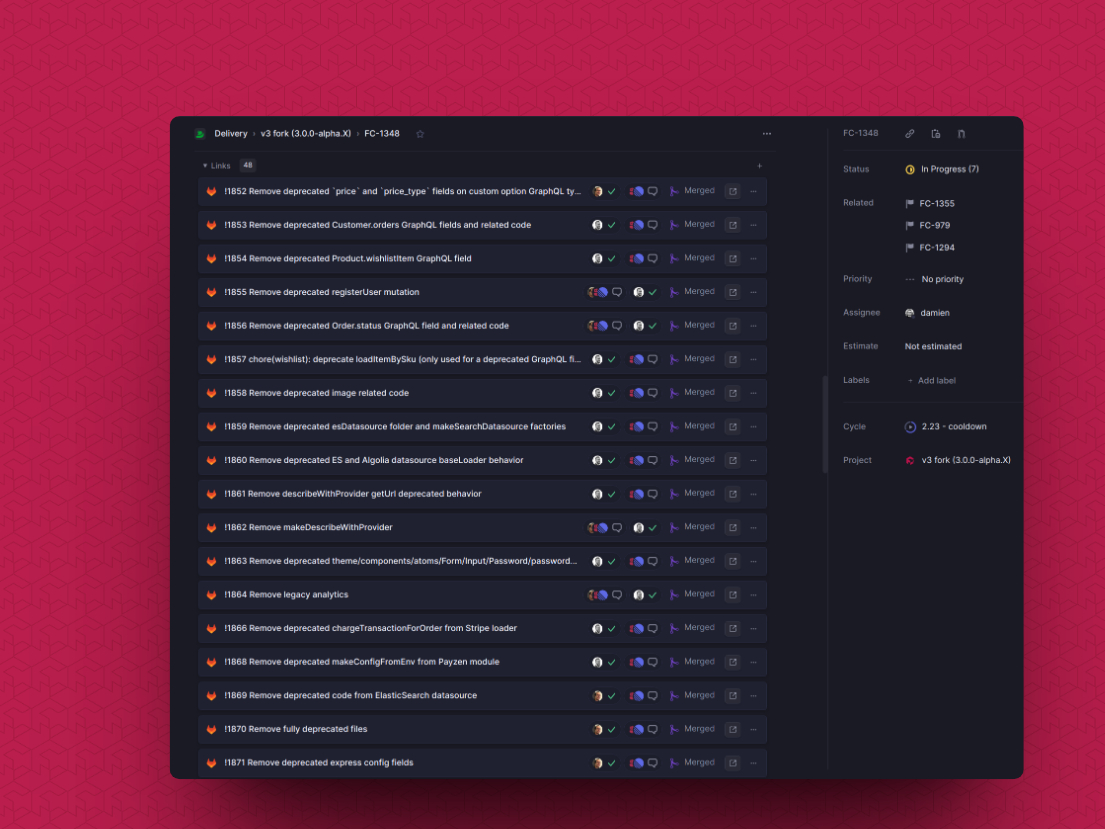 Delivery › v3 fork (3.0.0-alpha.X) › FC-1348
Links 48
!1852 Remove deprecated `price` and `price_type` fields on custom option GraphQL ty... Merged
!1853 Remove deprecated Customer.orders GraphQL fields and related code Merged
!1854 Remove deprecated Product.wishlistItem GraphQL field Merged
!1855 Remove deprecated registerUser mutation Merged
!1856 Remove deprecated Order.status GraphQL field and related code Merged
!1857 chore(wishlist): deprecate loadItemBySku (only used for a deprecated GraphQL fi... Merged
!1858 Remove deprecated image related code Merged
!1859 Remove deprecated esDatasource folder and makeSearchDatasource factories Merged
!1860 Remove deprecated ES and Algolia datasource baseLoader behavior Merged
!1861 Remove describeWithProvider getUrl deprecated behavior Merged
!1862 Remove makeDescribeWithProvider Merged
!1863 Remove deprecated theme/components/atoms/Form/Input/Password/password... Merged
!1864 Remove legacy analytics Merged
!1866 Remove deprecated chargeTransactionForOrder from Stripe loader Merged
!1868 Remove deprecated makeConfigFromEnv from Payzen module Merged
!1869 Remove deprecated code from ElasticSearch datasource Merged
!1870 Remove fully deprecated files Merged
!1871 Remove deprecated express config fields Merged
FC-1348
Status In Progress (7)
Related FC-1355
FC-979
FC-1294
Priority No priority
Assignee damien
Estimate Not estimated
Labels + Add label
Cycle 2.23 - cooldown
Project v3 fork (3.0.0-alpha.X)